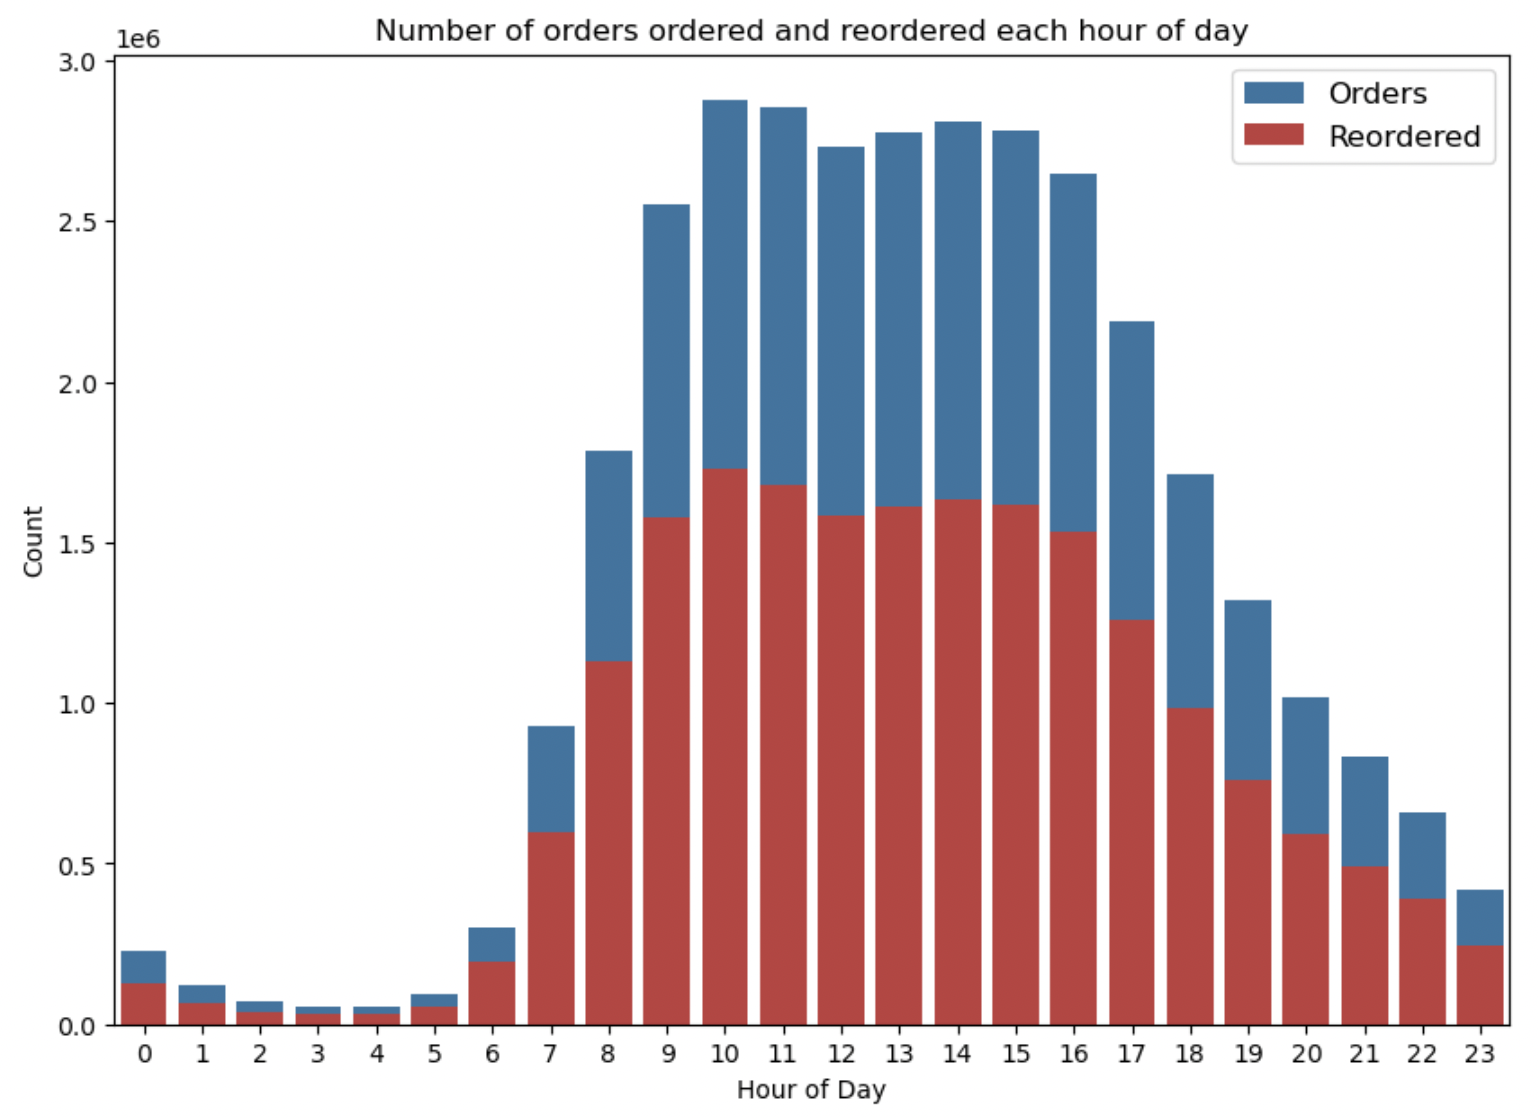 Number of orders ordered and reordered each hour of day
1e6
3.0
2.5
2.0
1.5
1.0
0.5
0.0
Count
Orders
Reordered
0 1 2 3 4 5 6 7 8 9 10 11 12 13 14 15 16 17 18 19 20 21 22 23
Hour of Day